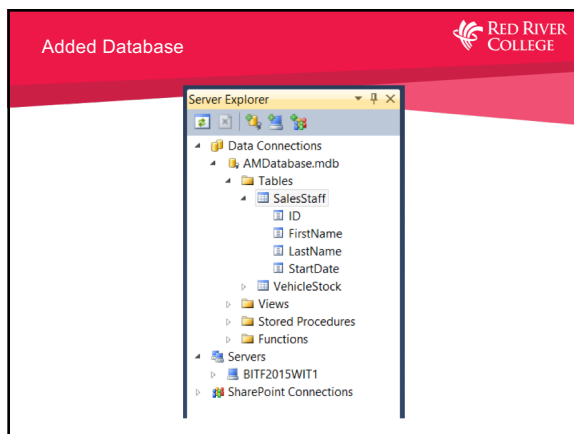 Added Database
RED RIVER
COLLEGE
Server Explorer
Data Connections
AMDatabase.mdb
Tables
SalesStaff
ID
FirstName
LastName
StartDate
VehicleStock
Views
Stored Procedures
Functions
Servers
BITF2015WIT1
SharePoint Connections